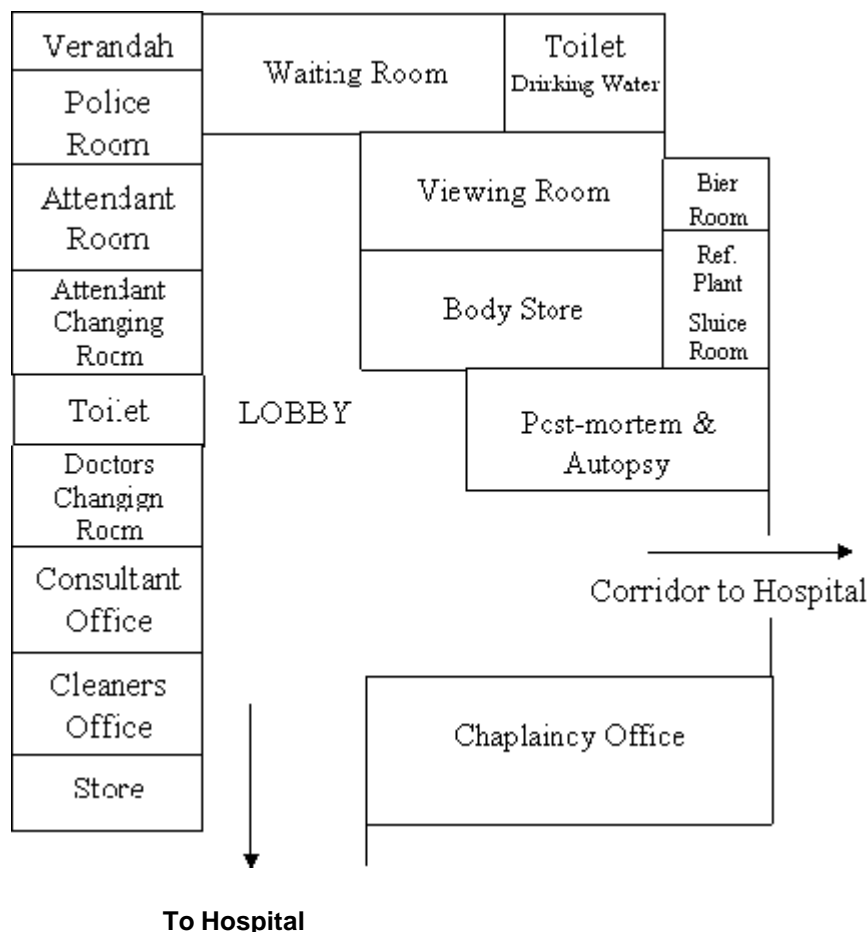 Verandah
Police
Room
Attendant
Room
Attendant
Changing
Room
Toilet
Doctors
Changign
Room
Consultant
Office
Cleaners
Office
Store
Waiting Room
Toilet
Drinking Water
Viewing Room
Bier
Room
Body Store
Ref.
Plant
Sluice
Room
LOBBY
Post-mortem &
Autopsy
Corridor to Hospital
Chaplaincy Office
To Hospital